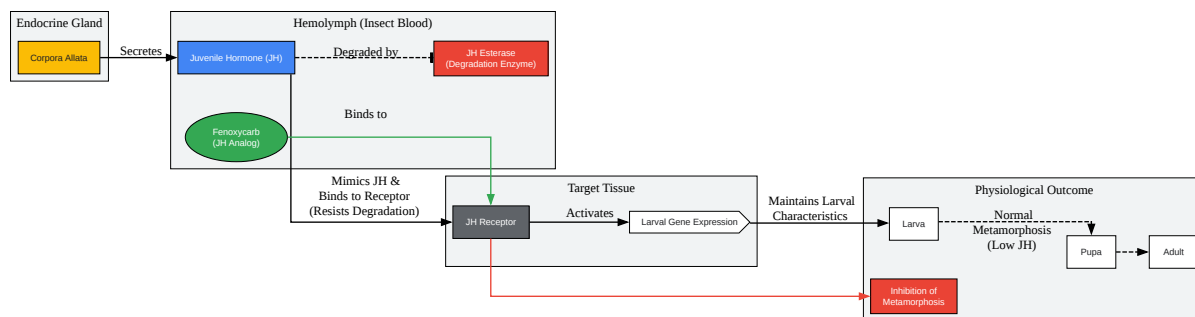 Endocrine Gland
Corpora Allata
Secretes
Hemolymph (Insect Blood)
Juvenile Hormone (JH)
Degraded by
JH Esterase
(Degradation Enzyme)
Fenoxycarb
(JH Analog)
Binds to
Mimics JH &
Binds to Receptor
(Resists Degradation)
Target Tissue
JH Receptor
Activates
Larval Gene Expression
Maintains Larval
Characteristics
Physiological Outcome
Larva
Normal
Metamorphosis
(Low JH)
Pupa
Adult
Inhibition of
Metamorphosis